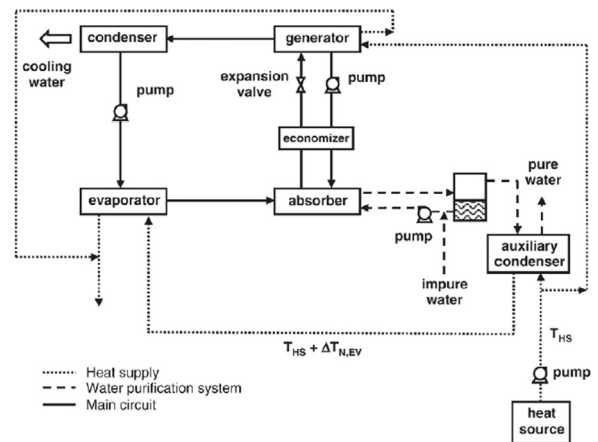 condenser
generator
cooling
water
pump
expansion
valve
pump
economizer
evaporator
absorber
pure
water
pump
auxiliary
condenser
impure
water
T_HS + ΔT_N,EV
T_HS
pump
heat
source
Heat supply
Water purification system
Main circuit